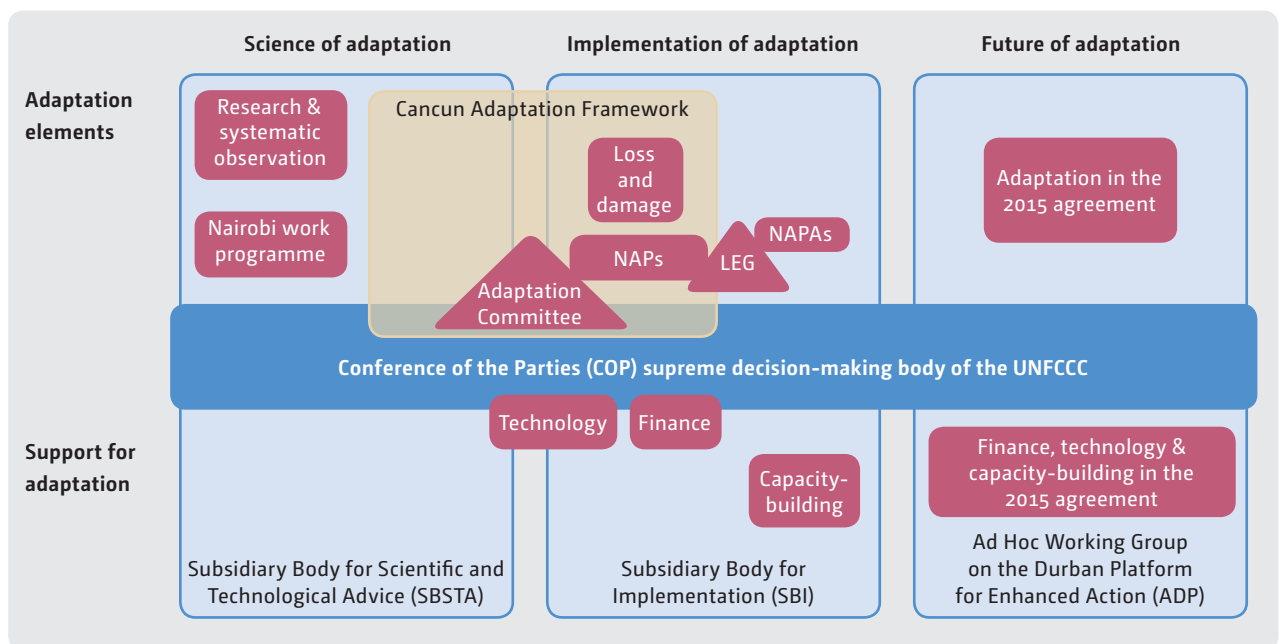 Science of adaptation
Implementation of adaptation
Future of adaptation
Adaptation
elements
Research &
systematic
observation
Nairobi work
programme
Cancun Adaptation Framework
Loss
and
damage
NAPs
LEG
NAPAs
Adaptation
Committee
Adaptation in the
2015 agreement
Conference of the Parties (COP) supreme decision-making body of the UNFCCC
Support for
adaptation
Technology
Finance
Capacity-
building
Finance, technology &
capacity-building in the
2015 agreement
Subsidiary Body for Scientific and
Technological Advice (SBSTA)
Subsidiary Body for
Implementation (SBI)
Ad Hoc Working Group
on the Durban Platform
for Enhanced Action (ADP)